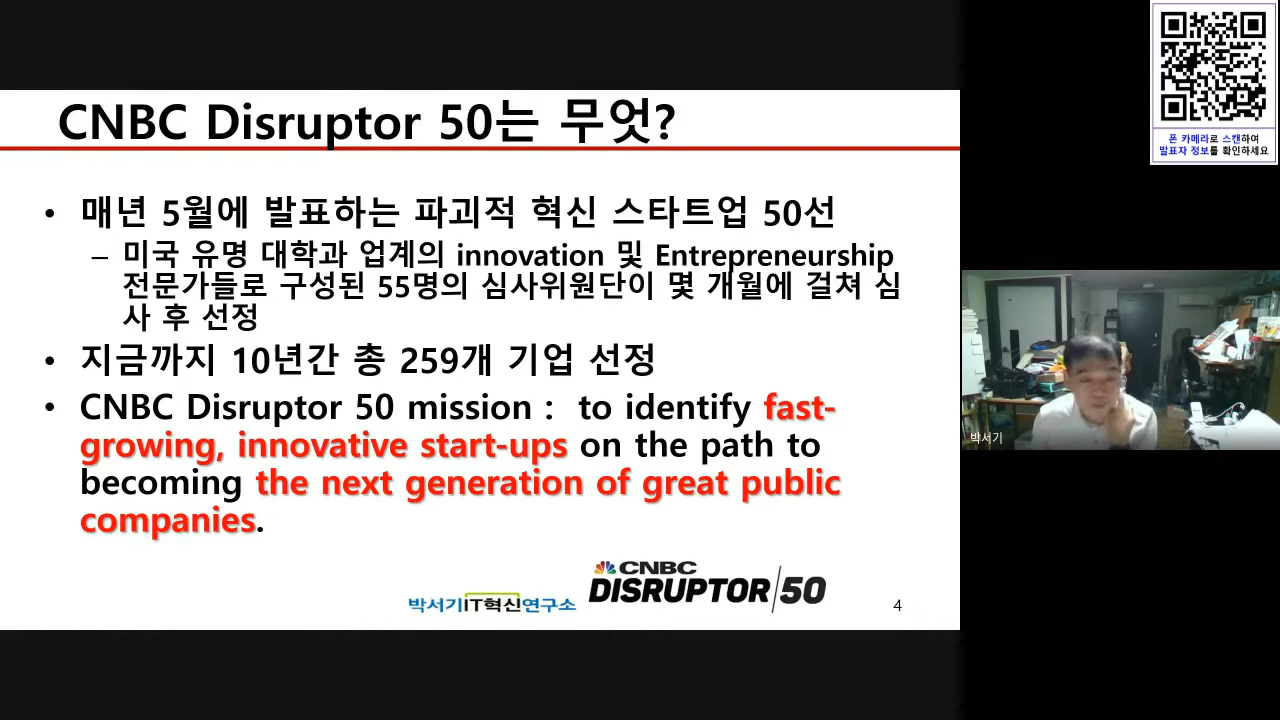 CNBC Disruptor 50는 무엇?
• 매년 5월에 발표하는 파괴적 혁신 스타트업 50선
– 미국 유명 대학과 업계의 innovation 및 Entrepreneurship
전문가들로 구성된 55명의 심사위원단이 몇 개월에 걸쳐 심
사 후 선정
• 지금까지 10년간 총 259개 기업 선정
• CNBC Disruptor 50 mission : to identify fast-
growing, innovative start-ups on the path to
becoming the next generation of great public
companies.
박서기IT혁신연구소
CNBC
DISRUPTOR/50
4
폰 카메라로 스캔하여
발표자 정보를 확인하세요
박서기